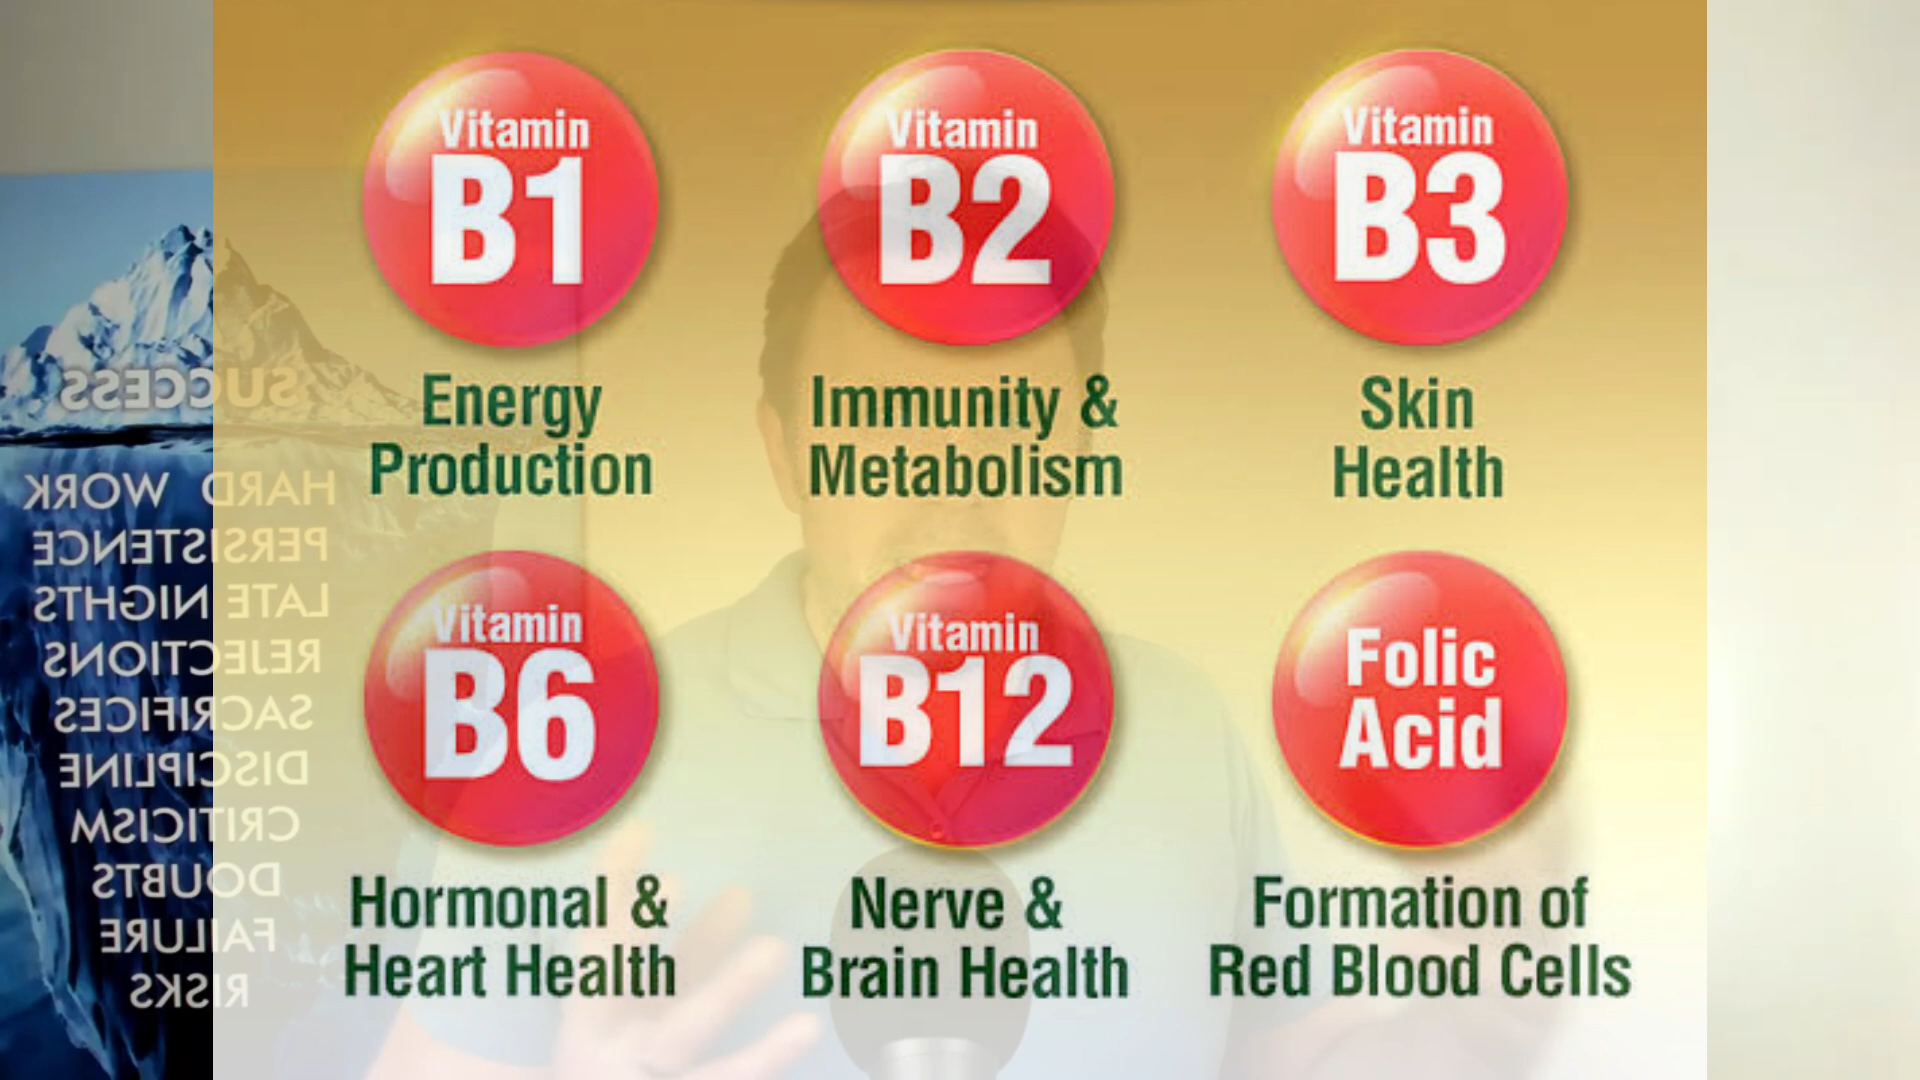 Vitamin
B1
Energy
Production
Vitamin
B2
Immunity &
Metabolism
Vitamin
B3
Skin
Health
Vitamin
B6
Hormonal &
Heart Health
Vitamin
B12
Nerve &
Brain Health
Folic
Acid
Formation of
Red Blood Cells
SUCCESS
HARD WORK
PERSISTENCE
LATE NIGHTS
REJECTIONS
SACRIFICES
DISCIPLINE
CRITICISM
DOUBTS
FAILURE
RISKS